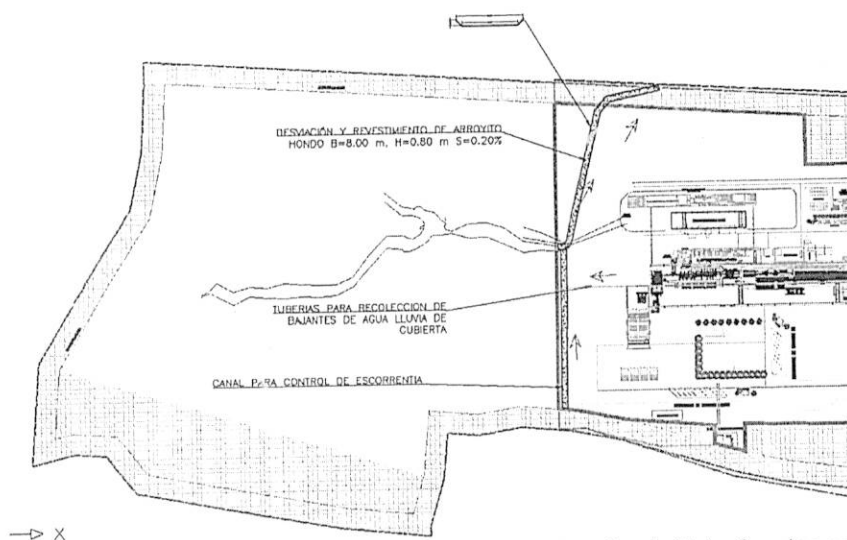 DESVIACIÓN Y REVESTIMIENTO DE ARROYITO
HONDO B=8.00 m, H=0.80 m S=0.20%
TUBERIAS PARA RECOLECCION DE
BAJANTES DE AGUA LLUVIA DE
CUBIERTA
CANAL PARA CONTROL DE ESCORRENTIA
X